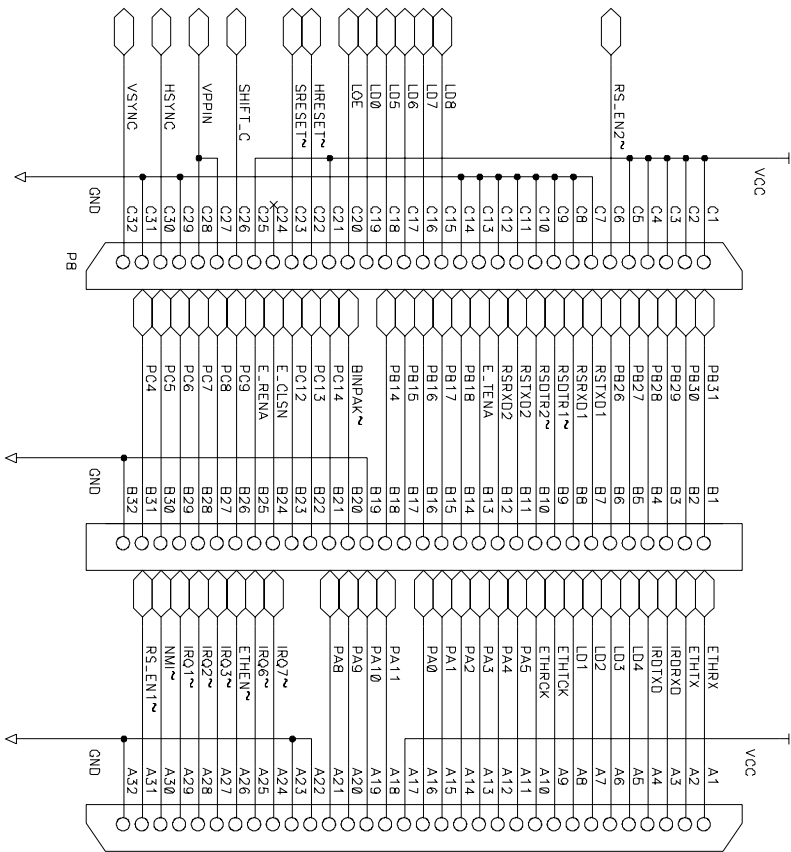 VCC
C1
C2
C3
C4
C5
RS_EN2~ C6
C7
C8
C9
C10
C11
C12
C13
C14
LD8 C15
LD7 C16
LD6 C17
LD5 C18
LD0 C19
LOE C20
C21
HRESET~ C22
SRESET~ C23
C24
C25
SHIFT_C C26
C27
VPPIN C28
C29
HSYNC C30
C31
VSYNC C32
GND
P8
PB31 B1
PB30 B2
PB29 B3
PB28 B4
PB27 B5
PB26 B6
RSTXD1 B7
RSRXD1 B8
RSDTR1~ B9
RSDTR2~ B10
RSTXD2 B11
RSRXD2 B12
E_TENA B13
PB18 B14
PB17 B15
PB16 B16
PB15 B17
PB14 B18
B19
BINPAK~ B20
PC14 B21
PC13 B22
PC12 B23
E_CLSN B24
E_RENA B25
PC9 B26
PC8 B27
PC7 B28
PC6 B29
PC5 B30
PC4 B31
B32
GND
VCC
ETHRX A1
ETHTX A2
IRDRXD A3
IRDTXD A4
LD4 A5
LD3 A6
LD2 A7
LD1 A8
ETHTCK A9
ETHRCK A10
PA5 A11
PA4 A12
PA3 A13
PA2 A14
PA1 A15
PA0 A16
A17
PA11 A18
PA10 A19
PA9 A20
PA8 A21
A22
A23
IRQ7~ A24
IRQ6~ A25
ETHEN~ A26
IRQ3~ A27
IRQ2~ A28
IRQ1~ A29
NMI~ A30
RS_EN1~ A31
A32
GND